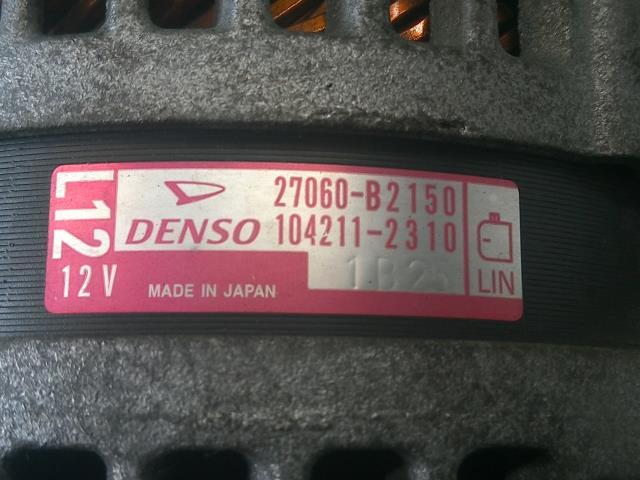 L12
12 V
27060-B2150
DENSO 104211-2310
MADE IN JAPAN
LIN